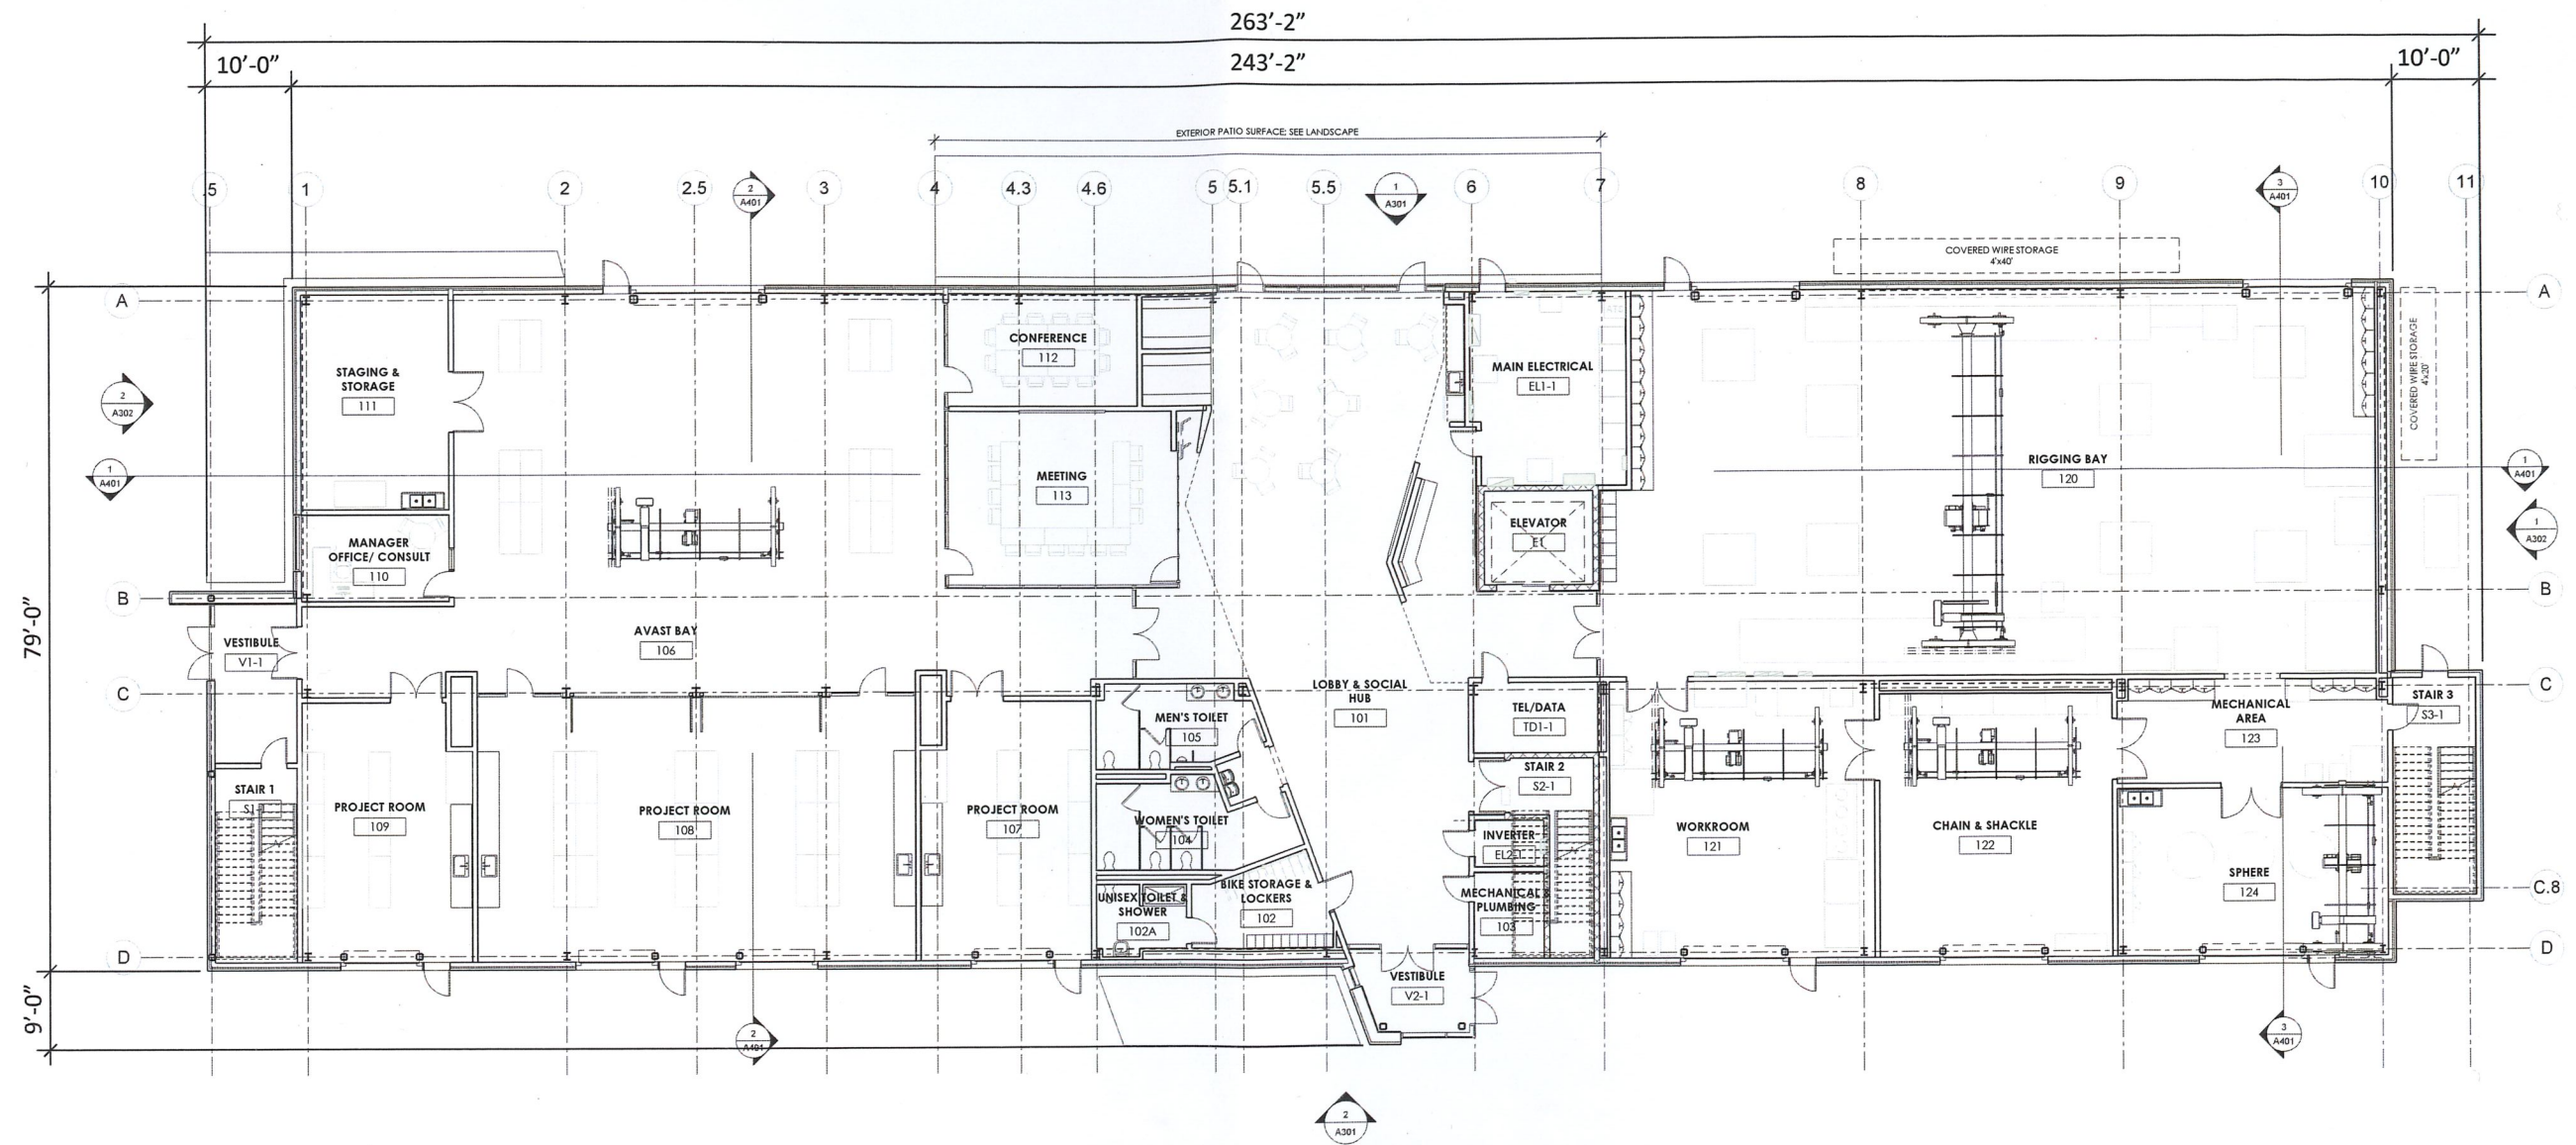 263’-2”
10’-0”
243’-2”
10’-0”
EXTERIOR PATIO SURFACE; SEE LANDSCAPE
.5
1
2
2.5
2
A401
3
4
4.3
4.6
5
5.1
5.5
1
A301
6
7
8
9
3
A401
10
11
COVERED WIRE STORAGE
4'x40'
A
A
COVERED WIRE STORAGE
4'x20'
CONFERENCE
112
MAIN ELECTRICAL
EL1-1
STAGING &
STORAGE
111
2
A302
1
A401
MEETING
113
RIGGING BAY
120
1
A401
1
A302
ELEVATOR
E1
MANAGER
OFFICE/ CONSULT
110
B
B
79’-0”
VESTIBULE
V1-1
AVAST BAY
106
C
C
LOBBY & SOCIAL
HUB
101
MEN'S TOILET
105
TEL/DATA
TD1-1
MECHANICAL
AREA
123
STAIR 3
S3-1
STAIR 1
STAIR 2
S2-1
PROJECT ROOM
109
PROJECT ROOM
108
PROJECT ROOM
107
WOMEN'S TOILET
104
INVERTER
EL2-1
WORKROOM
121
CHAIN & SHACKLE
122
SPHERE
124
C.8
UNISEX TOILET &
SHOWER
102A
BIKE STORAGE &
LOCKERS
102
MECHANICAL &
PLUMBING
103
D
D
9’-0”
VESTIBULE
V2-1
2
A401
3
A401
2
A301